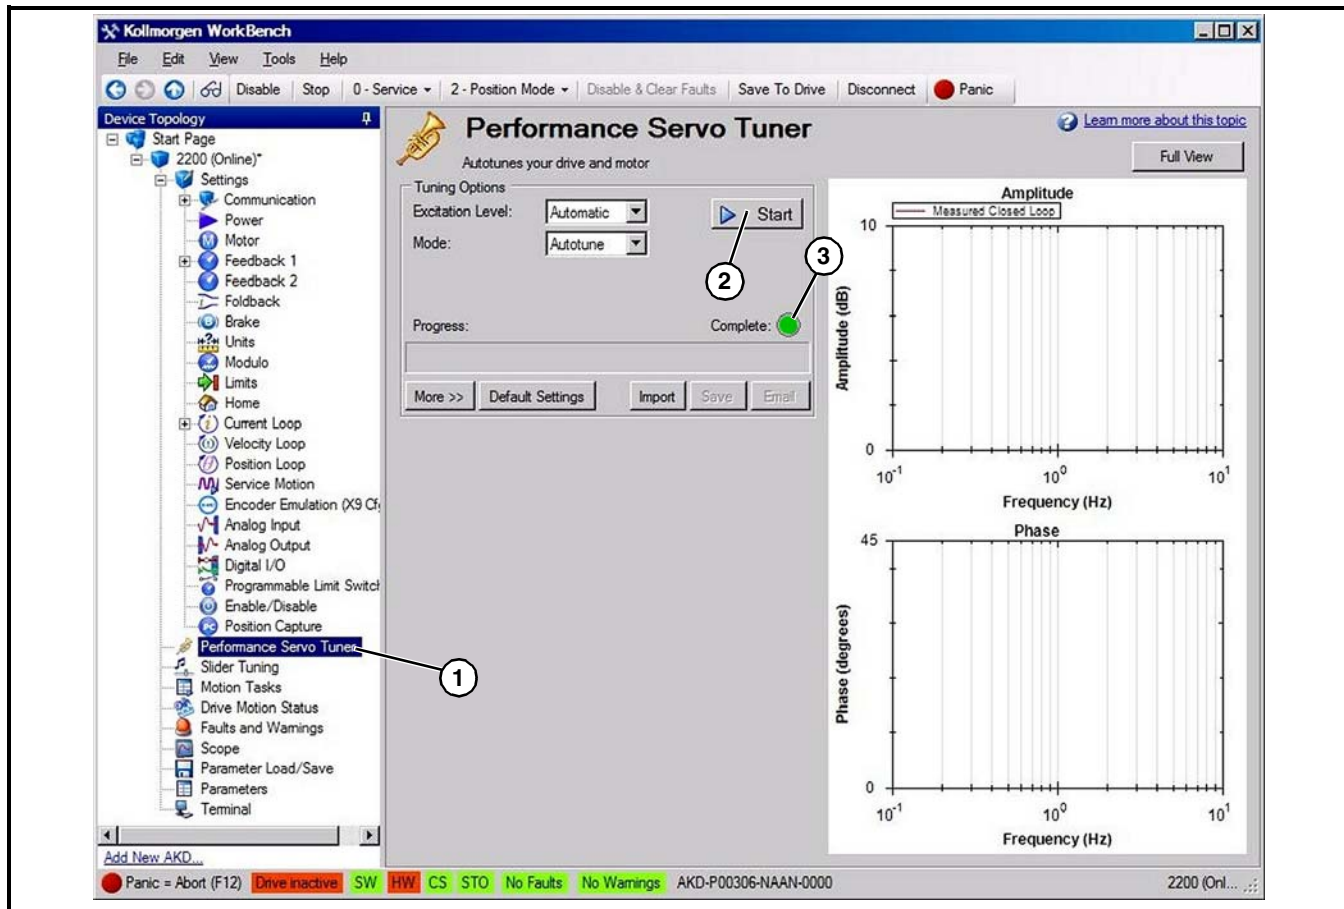 Kollmorgen WorkBench
File Edit View Tools Help
Disable Stop 0 - Service 2 - Position Mode Disable & Clear Faults Save To Drive Disconnect Panic
Device Topology
Start Page
2200 (Online)*
Settings
Communication
Power
Motor
Feedback 1
Feedback 2
Foldback
Brake
Units
Modulo
Limits
Home
Current Loop
Velocity Loop
Position Loop
Service Motion
Encoder Emulation (X9 Cf
Analog Input
Analog Output
Digital I/O
Programmable Limit Switch
Enable/Disable
Position Capture
Performance Servo Tuner
Slider Tuning
Motion Tasks
Drive Motion Status
Faults and Warnings
Scope
Parameter Load/Save
Parameters
Terminal
Add New AKD...
1
Performance Servo Tuner
Autotunes your drive and motor
Learn more about this topic
Full View
Tuning Options
Excitation Level: Automatic
Start
Mode: Autotune
2
3
Progress:
Complete:
More >> Default Settings Import Save Email
Amplitude
Measured Closed Loop
10
Amplitude (dB)
0
10-1 100 101
Frequency (Hz)
Phase
45
Phase (degrees)
0
10-1 100 101
Frequency (Hz)
Panic = Abort (F12) Drive inactive SW HW CS STO No Faults No Warnings AKD-P00306-NAAN-0000 2200 (Onl...